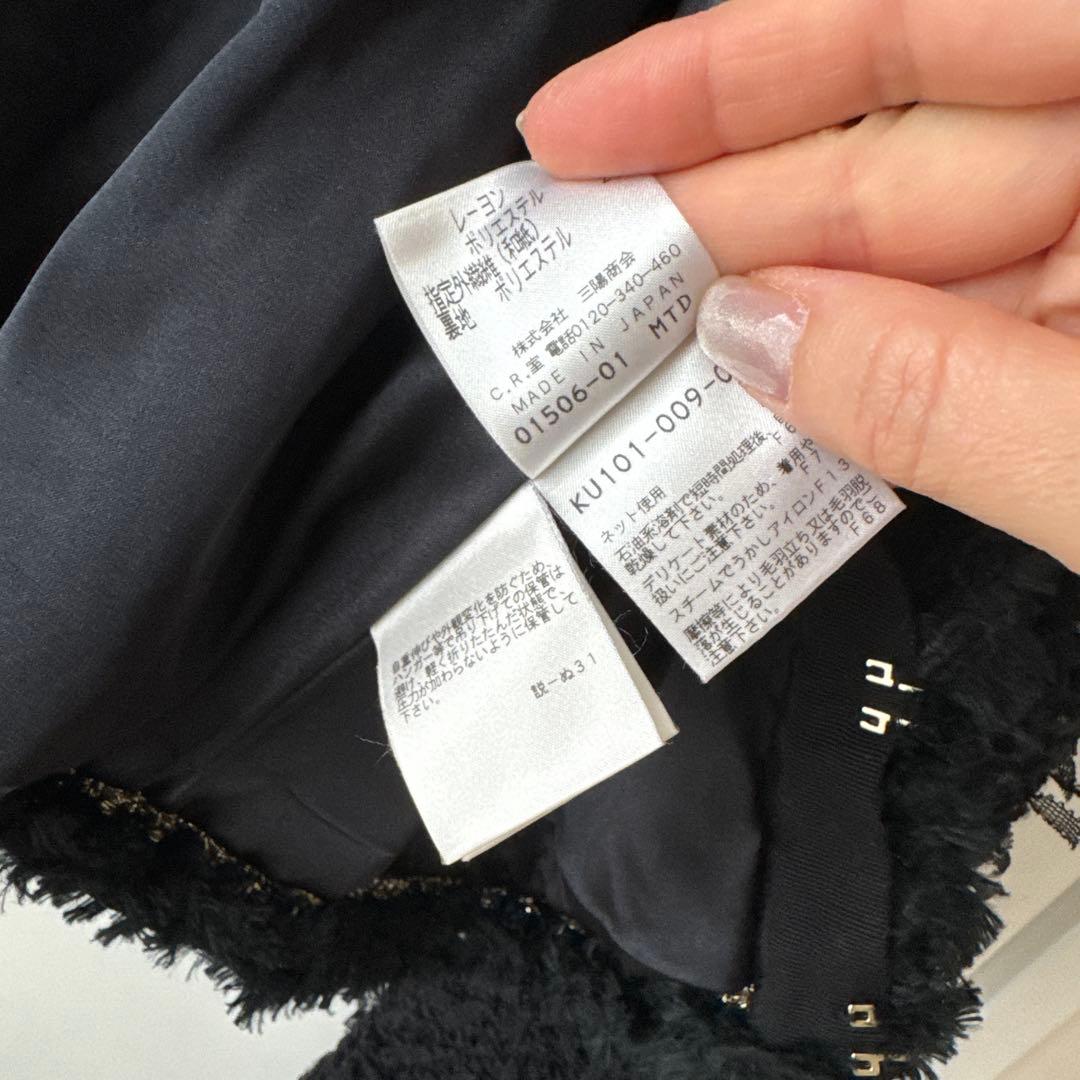 レーヨン
ポリエステル
指定外繊維(和紙)
裏地 ポリエステル
株式会社 三陽商会
C.R.室 電話0120-340-460
MADE IN JAPAN
01506-01 MTD
KU101-009-
ネット使用
石油系溶剤で短時間処理後、
乾燥して下さい。
デリケート素材のため、着用や
扱いにご注意下さい。
スチームでうかしアイロンF13
摩擦等により毛羽立ち又は毛羽脱
落が生じることがありますのでご
注意下さい。 F68
自重伸びや外観変化を防ぐため、
ハンガー等で吊り下げての保管は
避け、軽く折りたたんだ状態で、
圧力が加わらないように保管して
下さい。
説ーぬ31